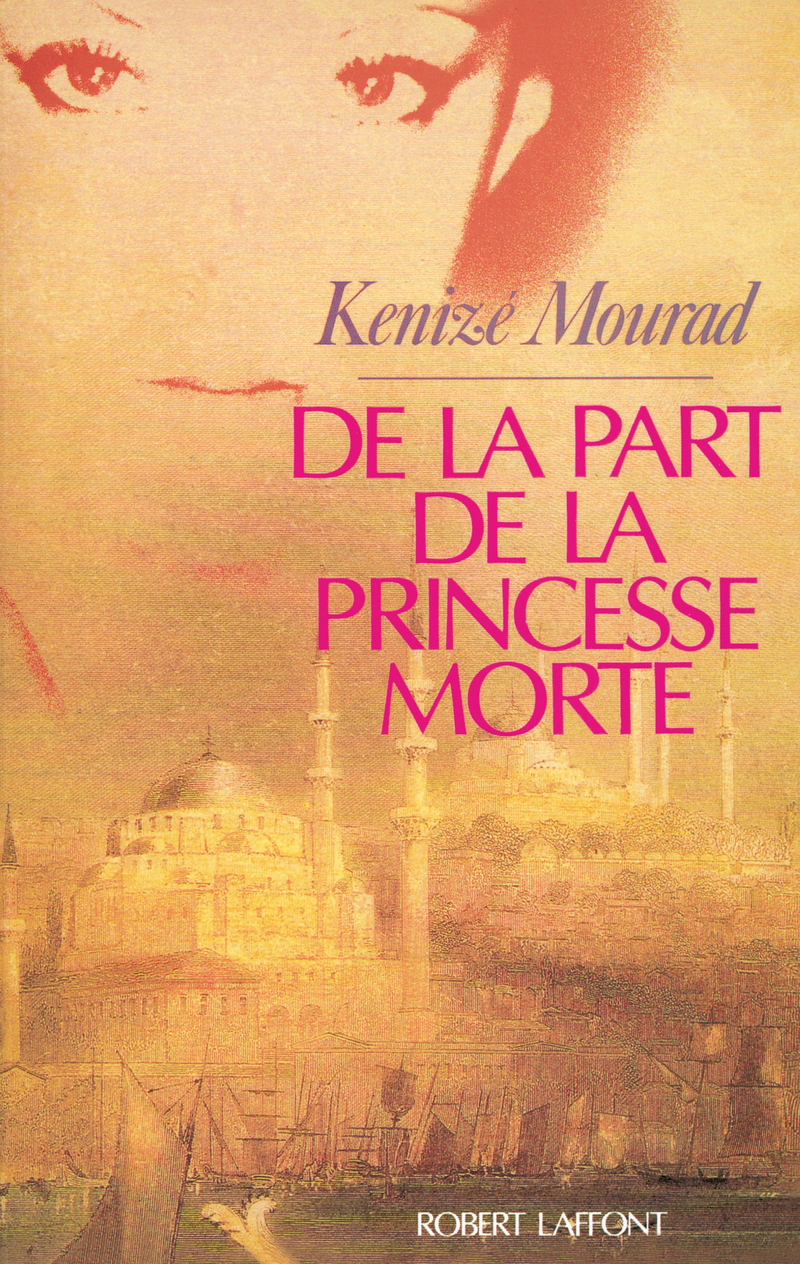 Kenizé Mourad
DE LA PART
DE LA
PRINCESSE
MORTE
ROBERT LAFFONT